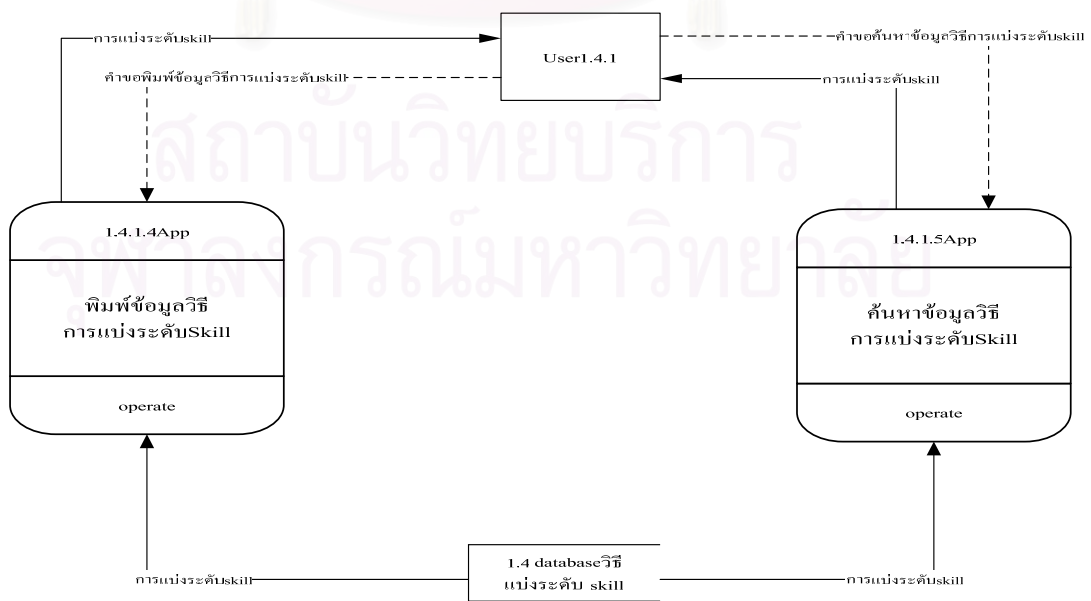 การแบ่งระดับskill
User1.4.1
คำขอค้นหาข้อมูลวิธีการแบ่งระดับskill
คำขอพิมพ์ข้อมูลวิธีการแบ่งระดับskill
การแบ่งระดับskill
สถาบันวิทยบริการ
จุฬาลงกรณ์มหาวิทยาลัย
1.4.1.4App
พิมพ์ข้อมูลวิธี
การแบ่งระดับSkill
operate
1.4.1.5App
ค้นหาข้อมูลวิธี
การแบ่งระดับSkill
operate
การแบ่งระดับskill
1.4 databaseวิธี
แบ่งระดับ skill
การแบ่งระดับskill